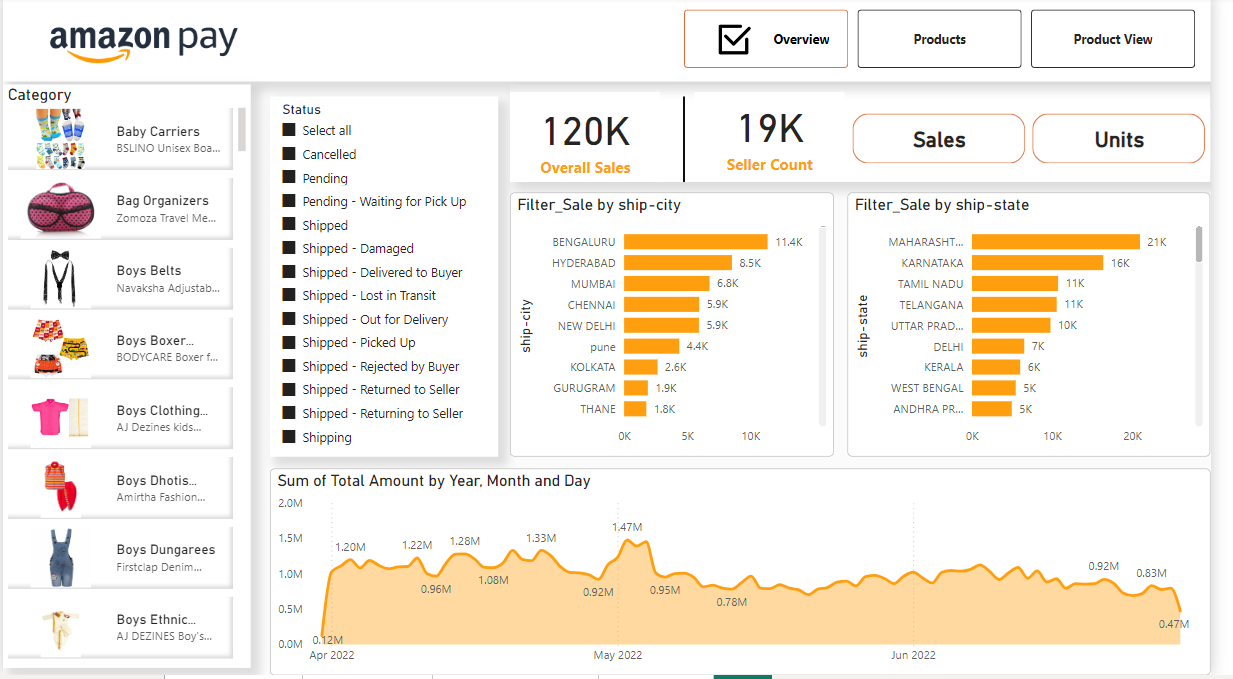 amazon pay
Overview
Products
Product View
Category
Baby Carriers
BSLINO Unisex Boa...
Bag Organizers
Zomoza Travel Me...
Boys Belts
Navaksha Adjustab...
Boys Boxer...
BODYCARE Boxer f...
Boys Clothing...
AJ Dezines kids...
Boys Dhotis...
Amirtha Fashion...
Boys Dungarees
Firstclap Denim...
Boys Ethnic...
AJ DEZINES Boy's...
Status
Select all
Cancelled
Pending
Pending - Waiting for Pick Up
Shipped
Shipped - Damaged
Shipped - Delivered to Buyer
Shipped - Lost in Transit
Shipped - Out for Delivery
Shipped - Picked Up
Shipped - Rejected by Buyer
Shipped - Returned to Seller
Shipped - Returning to Seller
Shipping
120K
Overall Sales
19K
Seller Count
Sales
Units
Filter_Sale by ship-city
ship-city
BENGALURU 11.4K
HYDERABAD 8.5K
MUMBAI 6.8K
CHENNAI 5.9K
NEW DELHI 5.9K
pune 4.4K
KOLKATA 2.6K
GURUGRAM 1.9K
THANE 1.8K
0K 5K 10K
Filter_Sale by ship-state
ship-state
MAHARASHT... 21K
KARNATAKA 16K
TAMIL NADU 11K
TELANGANA 11K
UTTAR PRAD... 10K
DELHI 7K
KERALA 6K
WEST BENGAL 5K
ANDHRA PR... 5K
0K 10K 20K
Sum of Total Amount by Year, Month and Day
2.0M
1.5M
1.0M
0.5M
0.0M
0.12M
1.20M
1.22M
0.96M
1.28M
1.08M
1.33M
0.92M
1.47M
0.95M
0.78M
0.92M
0.83M
0.47M
Apr 2022
May 2022
Jun 2022